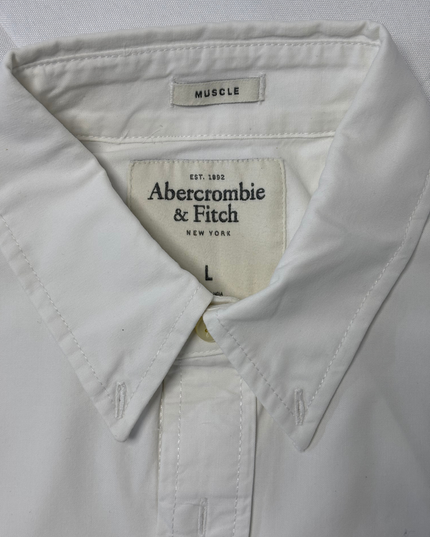 MUSCLE
EST. 1892
Abercrombie
& Fitch
NEW YORK
L